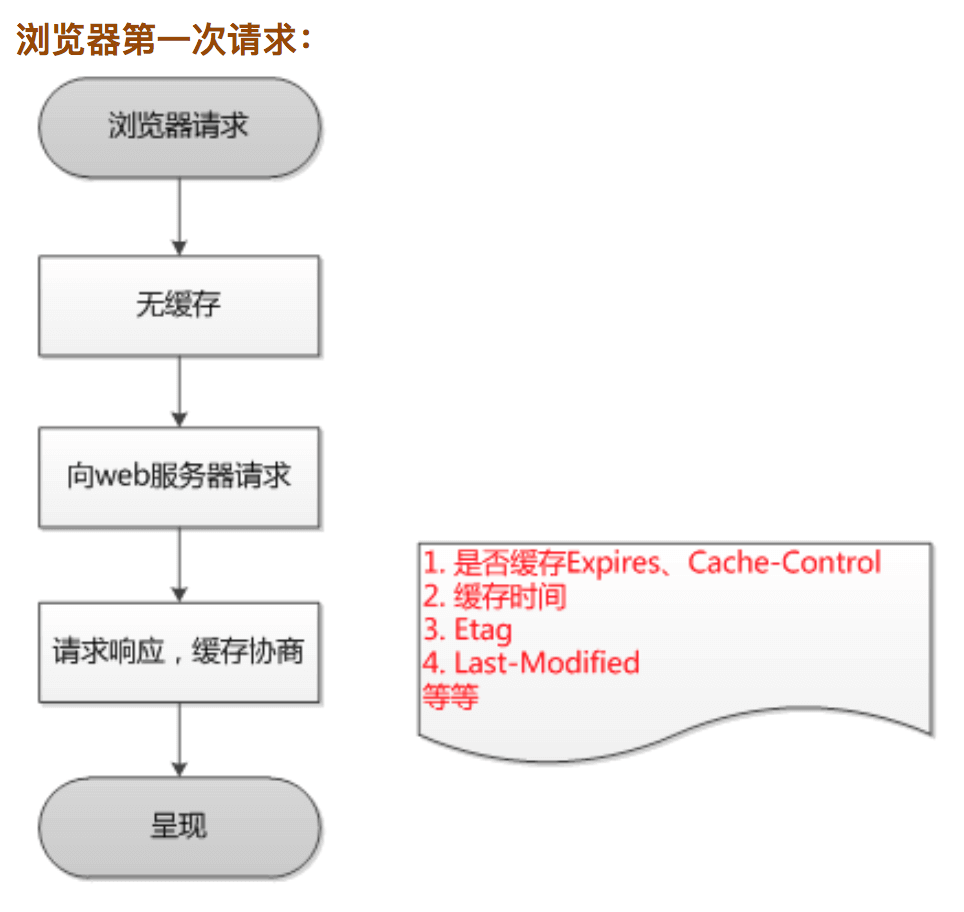 浏览器第一次请求：
浏览器请求
无缓存
向web服务器请求
请求响应，缓存协商
呈现
1. 是否缓存Expires、Cache-Control
2. 缓存时间
3. Etag
4. Last-Modified
等等